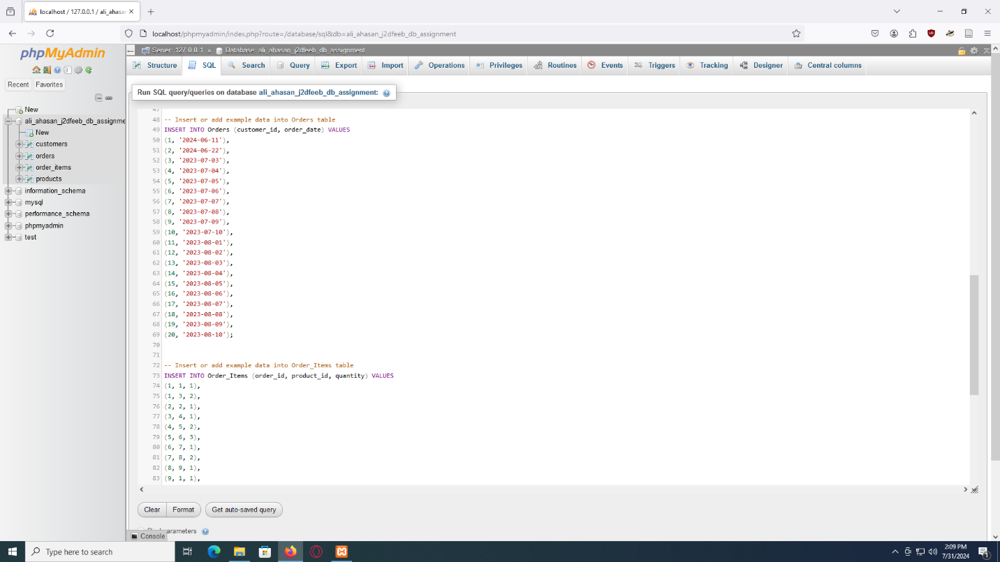 localhost / 127.0.0.1 / ali_ahasan
localhost/phpmyadmin/index.php?route=/database/sql&db=ali_ahasan_j2dfeeb_db_assignment
phpMyAdmin
Recent
Favorites
New
ali_ahasan_j2dfeeb_db_assignme
New
customers
orders
order_items
products
information_schema
mysql
performance_schema
phpmyadmin
test
Server: 127.0.0.1 » Database: ali_ahasan_j2dfeeb_db_assignment
Structure
SQL
Search
Query
Export
Import
Operations
Privileges
Routines
Events
Triggers
Tracking
Designer
Central columns
Run SQL query/queries on database ali_ahasan_j2dfeeb_db_assignment:
47
48 -- Insert or add example data into Orders table
49 INSERT INTO Orders (customer_id, order_date) VALUES
50 (1, '2024-06-11'),
51 (2, '2024-06-22'),
52 (3, '2023-07-03'),
53 (4, '2023-07-04'),
54 (5, '2023-07-05'),
55 (6, '2023-07-06'),
56 (7, '2023-07-07'),
57 (8, '2023-07-08'),
58 (9, '2023-07-09'),
59 (10, '2023-07-10'),
60 (11, '2023-08-01'),
61 (12, '2023-08-02'),
62 (13, '2023-08-03'),
63 (14, '2023-08-04'),
64 (15, '2023-08-05'),
65 (16, '2023-08-06'),
66 (17, '2023-08-07'),
67 (18, '2023-08-08'),
68 (19, '2023-08-09'),
69 (20, '2023-08-10');
70
71
72 -- Insert or add example data into Order_Items table
73 INSERT INTO Order_Items (order_id, product_id, quantity) VALUES
74 (1, 1, 1),
75 (1, 3, 2),
76 (2, 2, 1),
77 (3, 4, 1),
78 (4, 5, 2),
79 (5, 6, 3),
80 (6, 7, 1),
81 (7, 8, 2),
82 (8, 9, 1),
83 (9, 1, 1),
Clear
Format
Get auto-saved query
arameters
Console
Type here to search
2:09 PM
7/31/2024
1